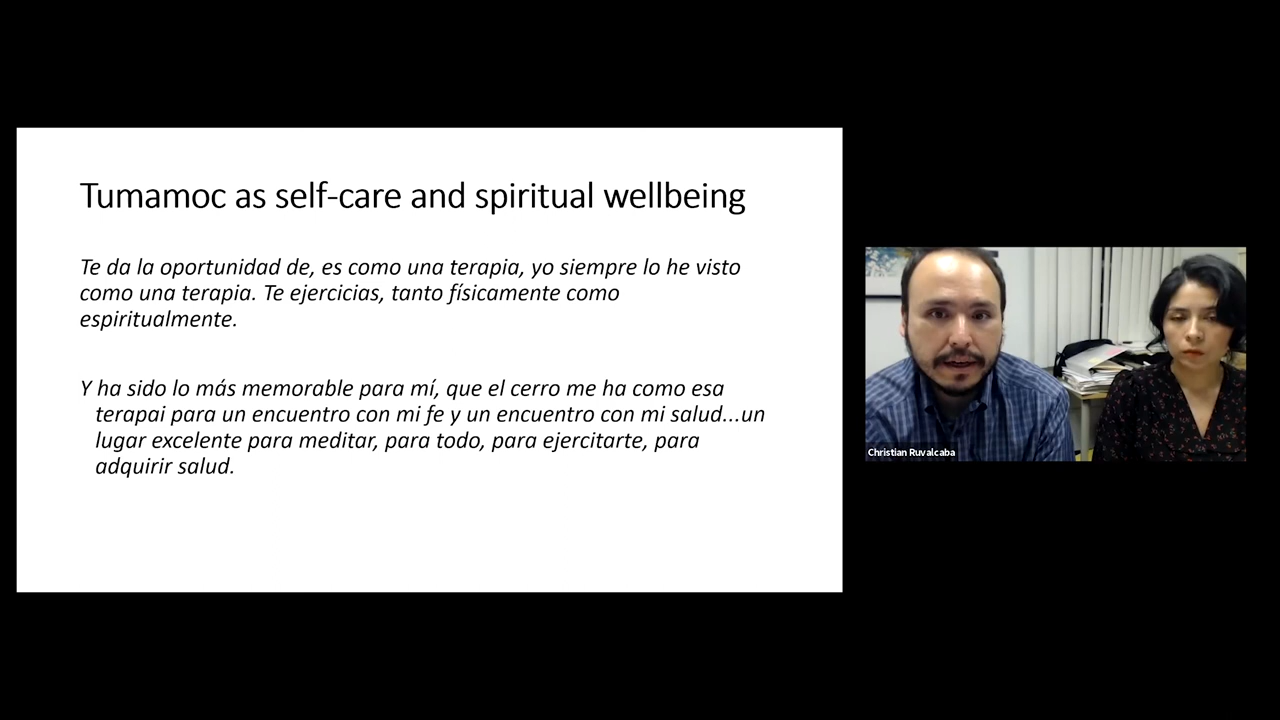 Tumamoc as self-care and spiritual wellbeing
Te da la oportunidad de, es como una terapia, yo siempre lo he visto
como una terapia. Te ejercicias, tanto físicamente como
espiritualmente.
Y ha sido lo más memorable para mí, que el cerro me ha como esa
terapai para un encuentro con mi fe y un encuentro con mi salud...un
lugar excelente para meditar, para todo, para ejercitarte, para
adquirir salud.
Christian Ruvalcaba